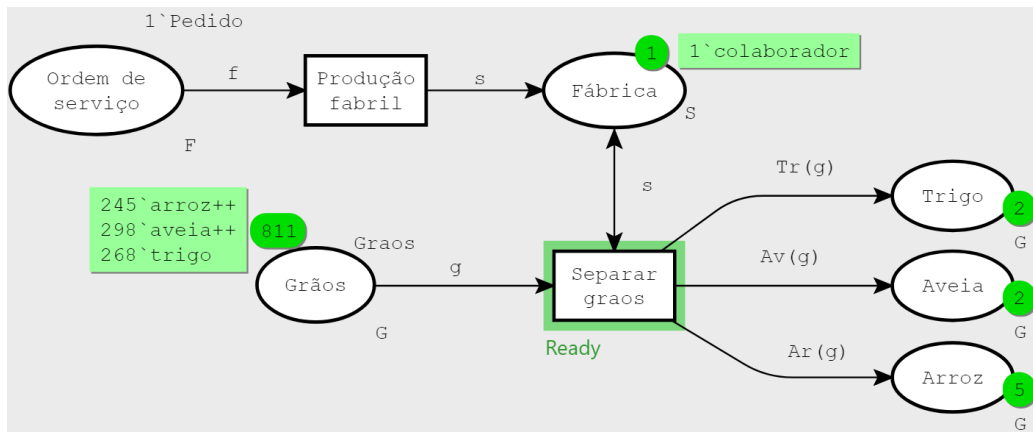 1`Pedido
Ordem de
serviço
F
f
Produção
fabril
s
Fábrica
S
1
1`colaborador
s
245`arroz++
298`aveia++
268`trigo
811
Graos
Grãos
G
g
Separar
graos
Ready
Tr(g)
Trigo
2
G
Av(g)
Aveia
2
G
Ar(g)
Arroz
5
G